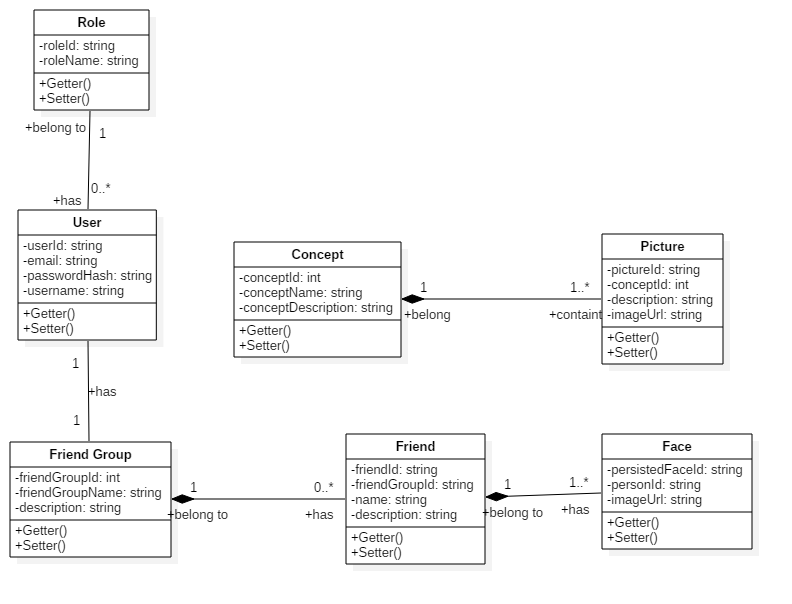 Role
-roleId: string
-roleName: string
+Getter()
+Setter()
+belong to
1
0..*
+has
User
-userId: string
-email: string
-passwordHash: string
-username: string
+Getter()
+Setter()
1
+has
1
Concept
-conceptId: int
-conceptName: string
-conceptDescription: string
+Getter()
+Setter()
1
+belong
1..*
+containt
Picture
-pictureId: string
-conceptId: int
-description: string
-imageUrl: string
+Getter()
+Setter()
Friend Group
-friendGroupId: int
-friendGroupName: string
-description: string
+Getter()
+Setter()
1
+belong to
0..*
+has
Friend
-friendId: string
-friendGroupId: string
-name: string
-description: string
+Getter()
+Setter()
1
+belong to
1..*
+has
Face
-persistedFaceId: string
-personId: string
-imageUrl: string
+Getter()
+Setter()